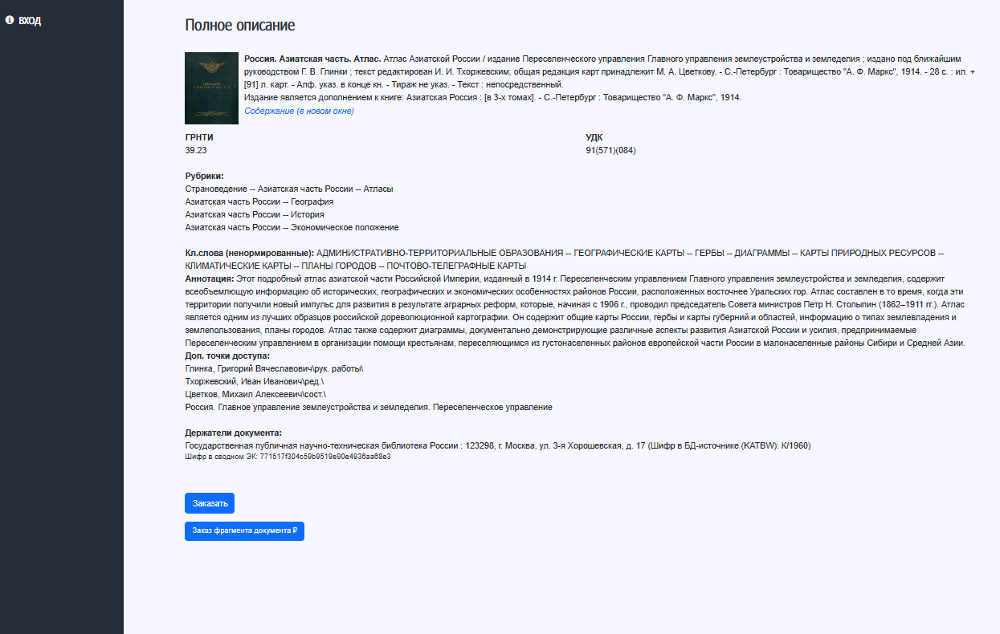 ВХОД
Полное описание
Россия. Азиатская часть. Атлас. Атлас Азиатской России / издание Переселенческого управления Главного управления землеустройства и земледелия ; издано под ближайшим
руководством Г. В. Глинки ; текст редактирован И. И. Тхоржевским; общая редакция карт принадлежит М. А. Цветкову. - С.-Петербург : Товарищество "А. Ф. Маркс", 1914. - 28 с. : ил. +
[91] л. карт. - Алф. указ. в конце кн. - Тираж не указ. - Текст : непосредственный.
Издание является дополнением к книге: Азиатская Россия : [в 3-х томах]. - С.-Петербург : Товарищество "А. Ф. Маркс", 1914.
Содержание (в новом окне)
ГРНТИ
39.23
УДК
91(571)(084)
Рубрики:
Страноведение -- Азиатская часть России -- Атласы
Азиатская часть России -- География
Азиатская часть России -- История
Азиатская часть России -- Экономическое положение
Кл.слова (ненормированные): АДМИНИСТРАТИВНО-ТЕРРИТОРИАЛЬНЫЕ ОБРАЗОВАНИЯ -- ГЕОГРАФИЧЕСКИЕ КАРТЫ -- ГЕРБЫ -- ДИАГРАММЫ -- КАРТЫ ПРИРОДНЫХ РЕСУРСОВ --
КЛИМАТИЧЕСКИЕ КАРТЫ -- ПЛАНЫ ГОРОДОВ -- ПОЧТОВО-ТЕЛЕГРАФНЫЕ КАРТЫ
Аннотация: Этот подробный атлас азиатской части Российской Империи, изданный в 1914 г. Переселенческим управлением Главного управления землеустройства и земледелия, содержит
всеобъемлющую информацию об исторических, географических и экономических особенностях районов России, расположенных восточнее Уральских гор. Атлас составлен в то время, когда эти
территории получили новый импульс для развития в результате аграрных реформ, которые, начиная с 1906 г., проводил председатель Совета министров Петр Н. Столыпин (1862–1911 гг.). Атлас
является одним из лучших образцов российской дореволюционной картографии. Он содержит общие карты России, гербы и карты губерний и областей, информацию о типах землевладения и
землепользования, планы городов. Атлас также содержит диаграммы, документально демонстрирующие различные аспекты развития Азиатской России и усилия, предпринимаемые
Переселенческим управлением в организации помощи крестьянам, переселяющимся из густонаселенных районов европейской части России в малонаселенные районы Сибири и Средней Азии.
Доп. точки доступа:
Глинка, Григорий Вячеславович\рук. работы\
Тхоржевский, Иван Иванович\ред.\
Цветков, Михаил Алексеевич\сост.\
Россия. Главное управление землеустройства и земледелия. Переселенческое управление
Держатели документа:
Государственная публичная научно-техническая библиотека России : 123298, г. Москва, ул. 3-я Хорошевская, д. 17 (Шифр в БД-источнике (KATBW): К/1960)
Шифр в сводном ЭК: 771517f304c59b9519e90e4936aa68e3
Заказать
Заказ фрагмента документа ₽